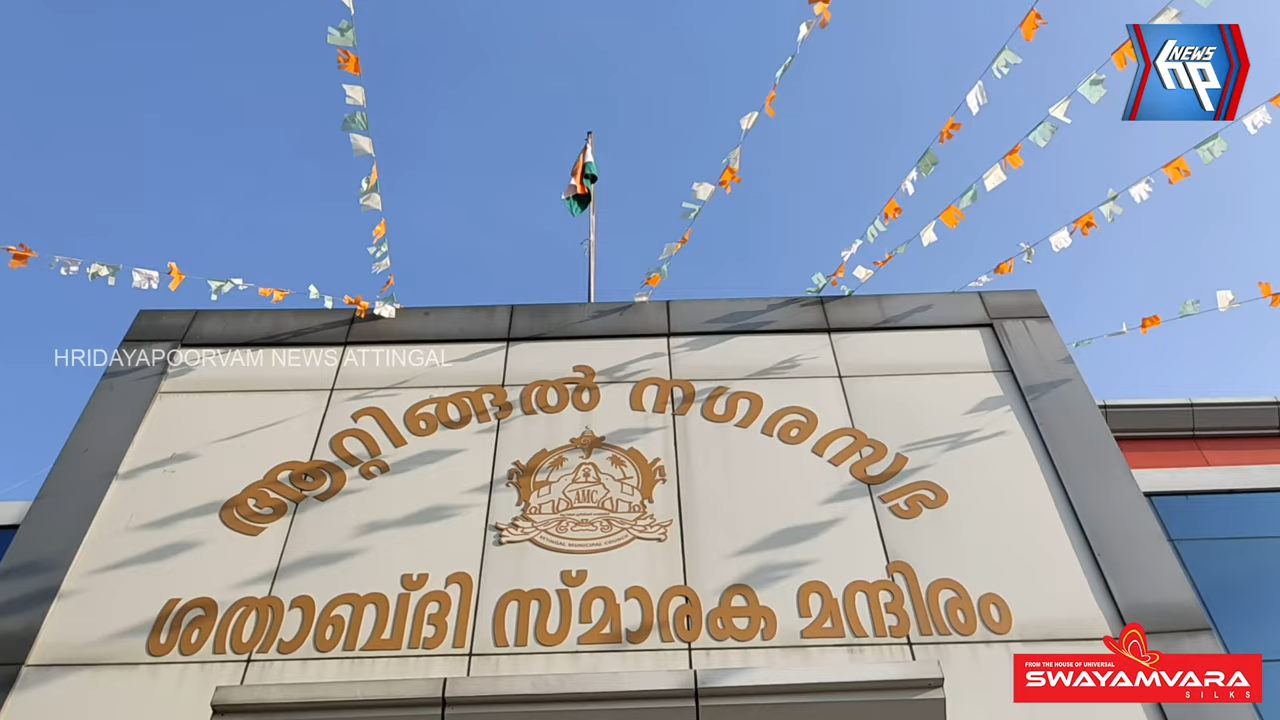 NEWS
hp
HRIDAYAPOORVAM NEWS ATTINGAL
ആറ്റിങ്ങൽ നഗരസഭ
AMC
ATTINGAL MUNICIPAL COUNCIL
ശതാബ്ദി സ്മാരക മന്ദിരം
FROM THE HOUSE OF UNIVERSAL
SWAYAMVARA
SILKS